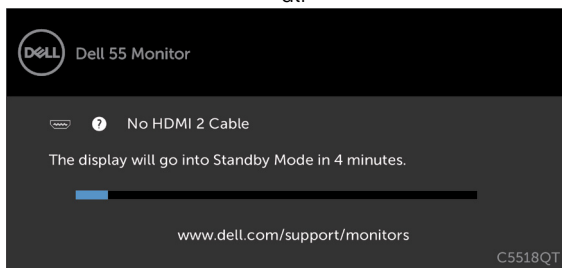 DELL Dell 55 Monitor
? No HDMI 2 Cable
The display will go into Standby Mode in 4 minutes.
www.dell.com/support/monitors
C5518QT